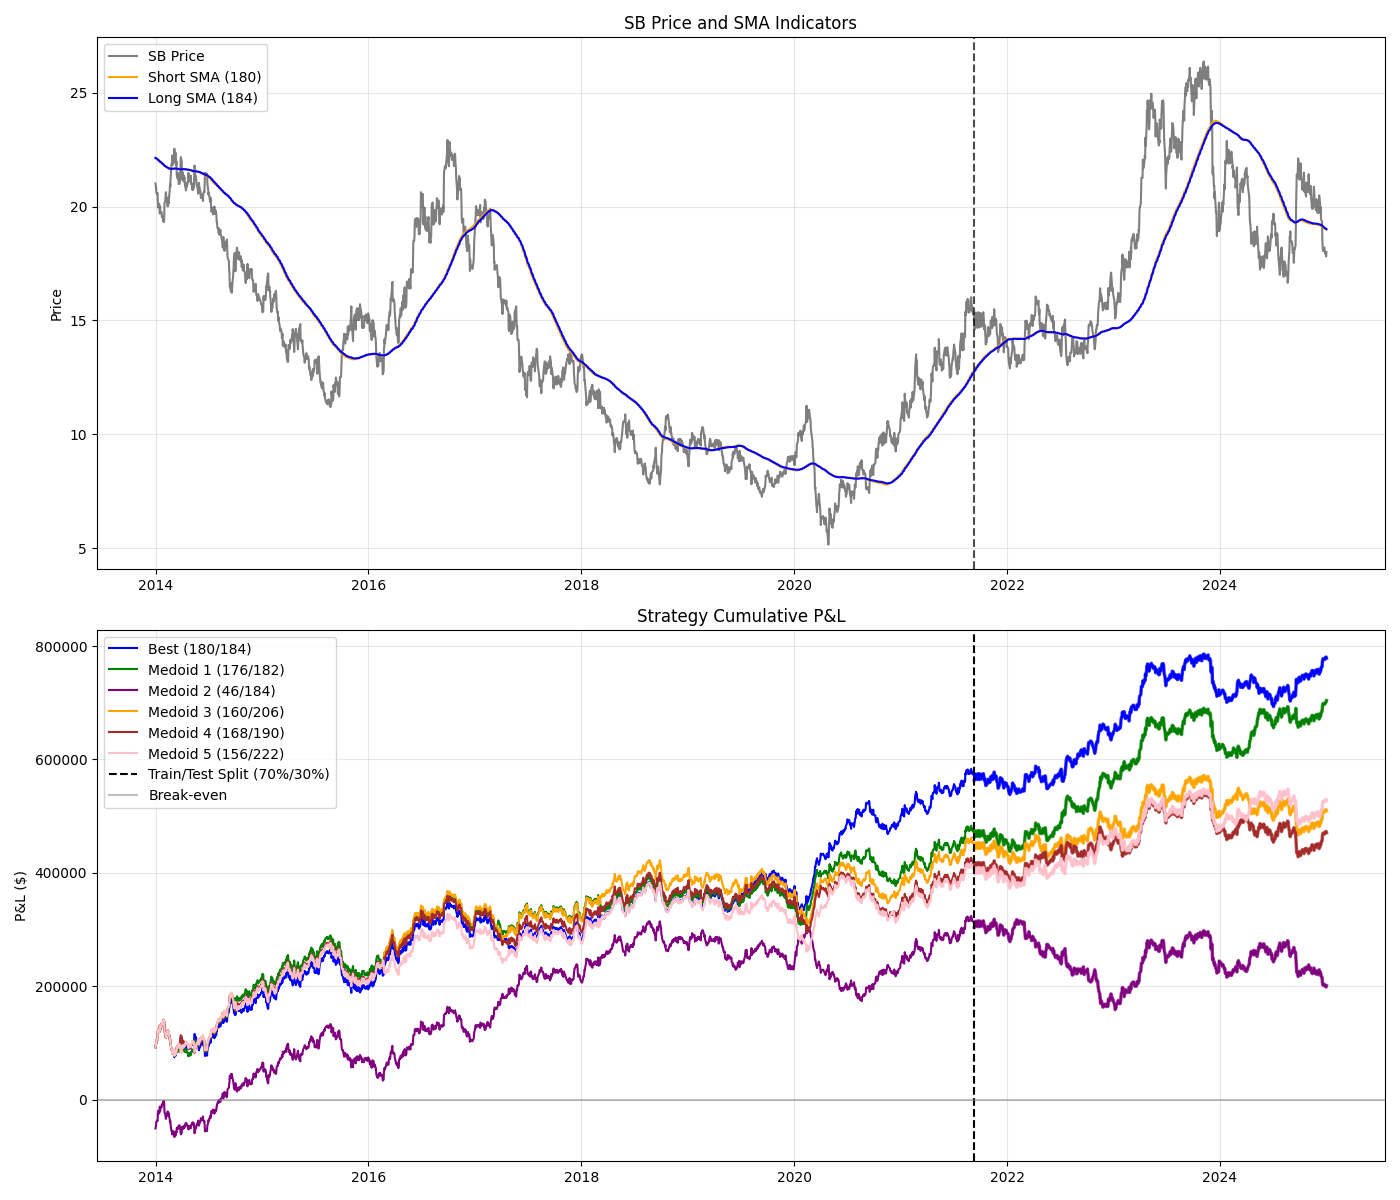 SB Price and SMA Indicators
SB Price
Short SMA (180)
Long SMA (184)
Price
25
20
15
10
5
2014 2016 2018 2020 2022 2024
Strategy Cumulative P&L
Best (180/184)
Medoid 1 (176/182)
Medoid 2 (46/184)
Medoid 3 (160/206)
Medoid 4 (168/190)
Medoid 5 (156/222)
Train/Test Split (70%/30%)
Break-even
P&L ($)
800000
600000
400000
200000
0
2014 2016 2018 2020 2022 2024